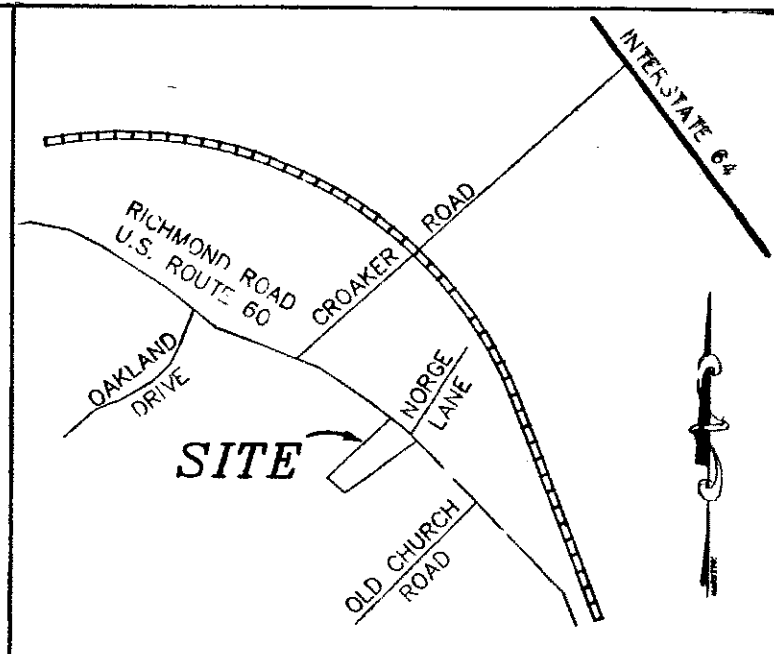 INTERSTATE 64
RICHMOND ROAD
U.S. ROUTE 60
CROAKER ROAD
OAKLAND
DRIVE
NORGE
LANE
SITE
OLD CHURCH
ROAD